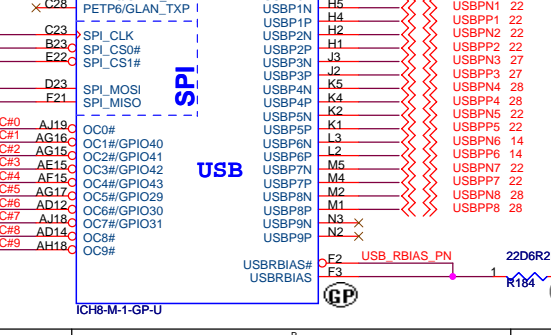 C28 PETP6/GLAN_TXP USBP1N H5 USBPN1 22
USBP1P H4 USBPP1 22
C23 SPI_CLK USBP2N H2 USBPN2 22
B23 SPI_CS0# USBP2P H1 USBPP2 22
E22 SPI_CS1# USBP3N J3 USBPN3 27
USBP3P J2 USBPP3 27
D23 SPI_MOSI USBP4N K5 USBPN4 28
F21 SPI_MISO USBP4P K4 USBPP4 28
SPI
USBP5N K2 USBPN5 22
C#0 AJ19 OC0# USBP5P K1 USBPP5 22
C#1 AG16 OC1#/GPIO40 USBP6N L3 USBPN6 14
C#2 AG15 OC2#/GPIO41 USBP6P L2 USBPP6 14
C#3 AE15 OC3#/GPIO42 USB USBP7N M5 USBPN7 22
C#4 AF15 OC4#/GPIO43 USBP7P M4 USBPP7 22
C#5 AG17 OC5#/GPIO29 USBP8N M2 USBPN8 28
C#6 AD12 OC6#/GPIO30 USBP8P M1 USBPP8 28
C#7 AJ18 OC7#/GPIO31 USBP9N N3
C#8 AD14 OC8# USBP9P N2
C#9 AH18 OC9#
USBRBIAS# F2 USB_RBIAS_PN 22D6R2
USBRBIAS F3 1
R184
GP
ICH8-M-1-GP-U